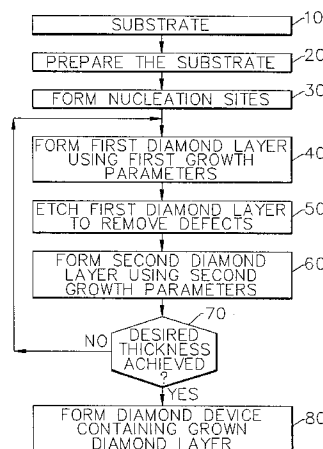 SUBSTRATE
10
PREPARE THE SUBSTRATE
20
FORM NUCLEATION SITES
30
FORM FIRST DIAMOND LAYER
USING FIRST GROWTH
PARAMETERS
40
ETCH FIRST DIAMOND LAYER
TO REMOVE DEFECTS
50
FORM SECOND DIAMOND
LAYER USING SECOND
GROWTH PARAMETERS
60
70
NO
DESIRED
THICKNESS
ACHIEVED
?
YES
FORM DIAMOND DEVICE
CONTAINING GROWN
DIAMOND LAYER
80